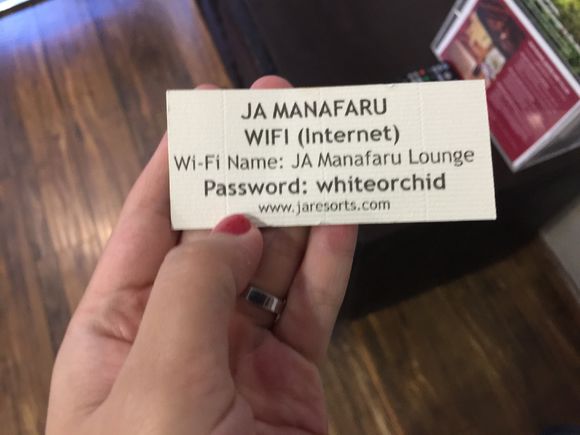 JA MANAFARU
WIFI (Internet)
Wi-Fi Name: JA Manafaru Lounge
Password: whiteorchid
www.jaresorts.com